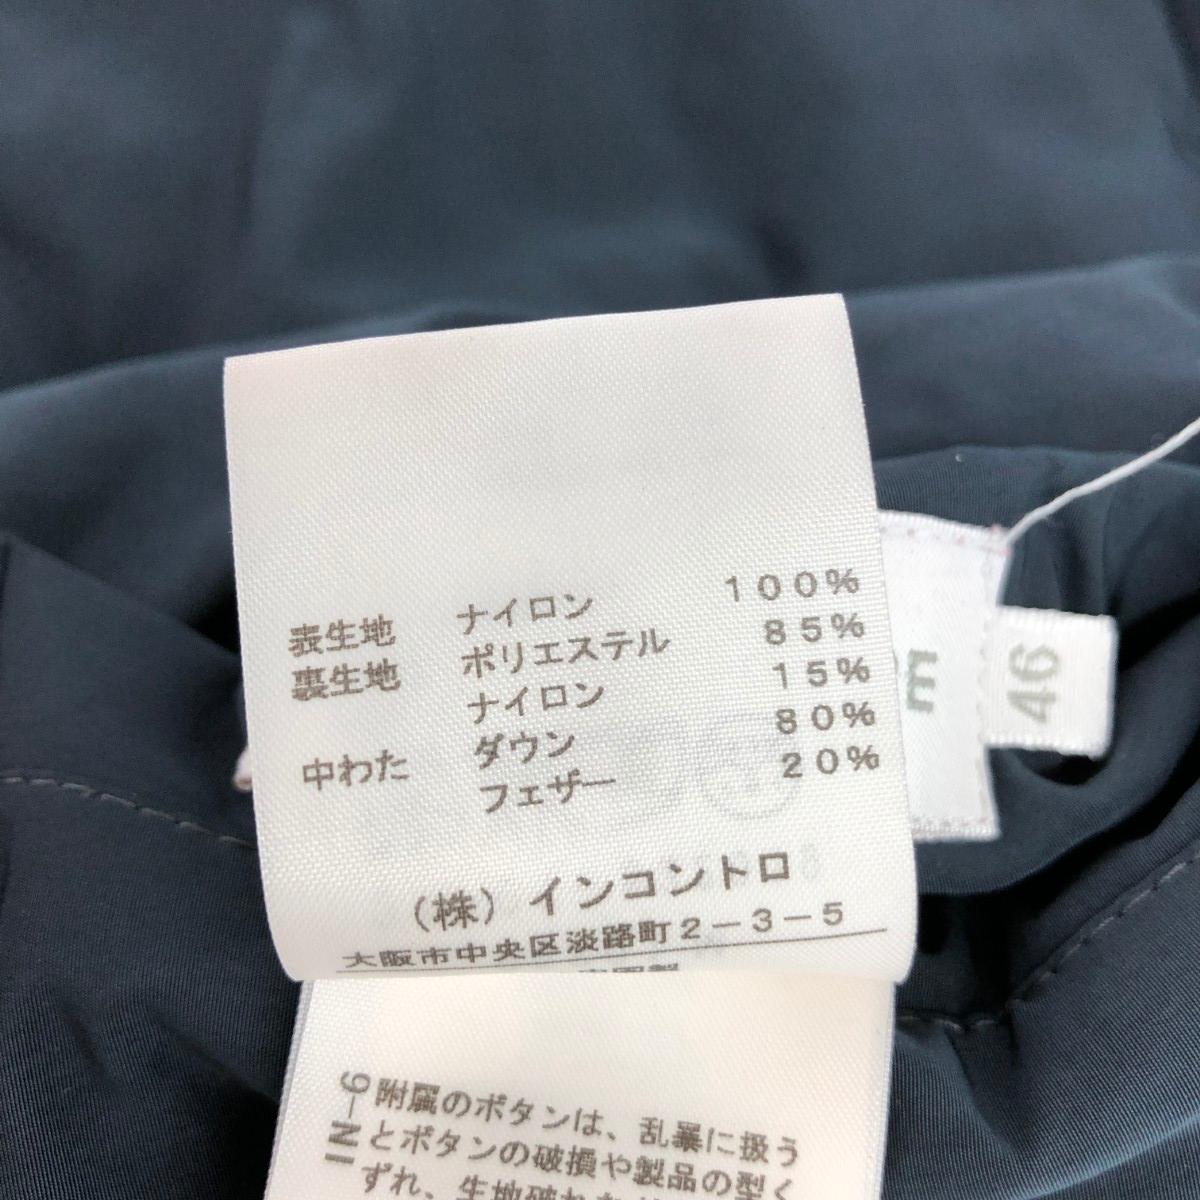 表生地 ナイロン 100%
裏生地 ポリエステル 85%
ナイロン 15%
中わた ダウン 80%
フェザー 20%
(株)インコントロ
大阪市中央区淡路町2-3-5
46
IN-6
附属のボタンは、乱暴に扱う
とボタンの破損や製品の型く
ずれ、生地破れ